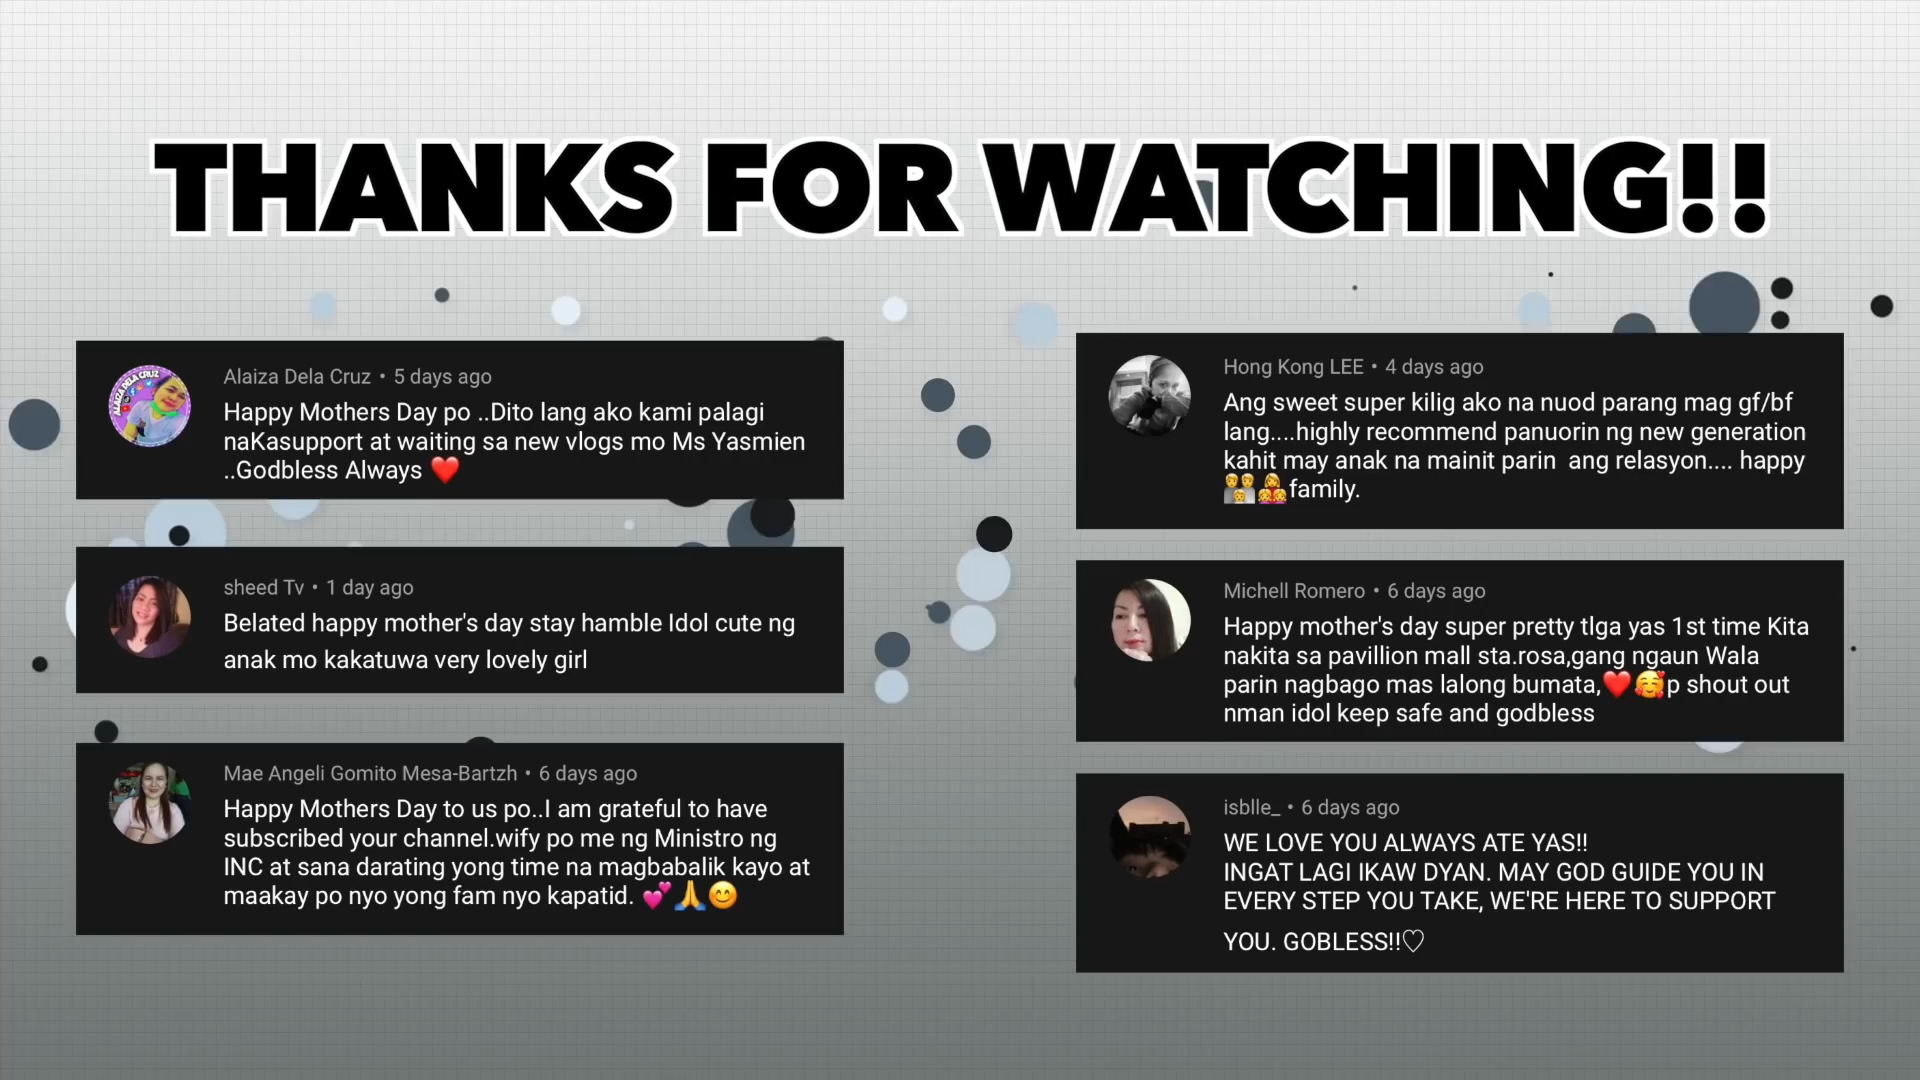 THANKS FOR WATCHING!!
Alaiza Dela Cruz • 5 days ago
Happy Mothers Day po ..Dito lang ako kami palagi
naKasupport at waiting sa new vlogs mo Ms Yasmien
..Godbless Always ❤️
sheed Tv • 1 day ago
Belated happy mother's day stay hamble Idol cute ng
anak mo kakatuwa very lovely girl
Mae Angeli Gomito Mesa-Bartzh • 6 days ago
Happy Mothers Day to us po..I am grateful to have
subscribed your channel.wify po me ng Ministro ng
INC at sana darating yong time na magbabalik kayo at
maakay po nyo yong fam nyo kapatid. 💕🙏😊
Hong Kong LEE • 4 days ago
Ang sweet super kilig ako na nuod parang mag gf/bf
lang....highly recommend panuorin ng new generation
kahit may anak na mainit parin  ang relasyon.... happy
👨‍👨‍👦👩‍👧‍👧family.
Michell Romero • 6 days ago
Happy mother's day super pretty tlga yas 1st time Kita
nakita sa pavillion mall sta.rosa,gang ngaun Wala
parin nagbago mas lalong bumata,❤️🥰p shout out
nman idol keep safe and godbless
isblle_ • 6 days ago
WE LOVE YOU ALWAYS ATE YAS!!
INGAT LAGI IKAW DYAN. MAY GOD GUIDE YOU IN
EVERY STEP YOU TAKE, WE'RE HERE TO SUPPORT
YOU. GOBLESS!!♡
ALAIZA DELA CRUZ